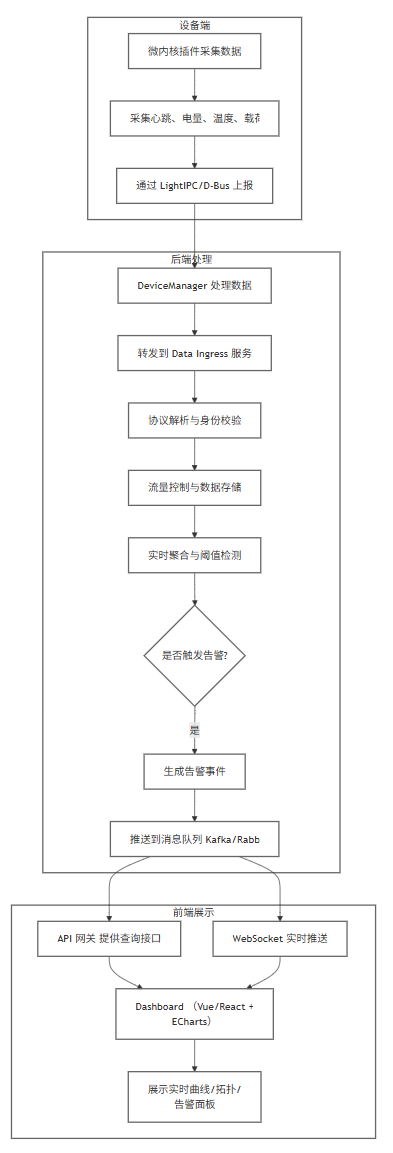 设备端
微内核插件采集数据
采集心跳、电量、温度、载荷
通过 LightIPC/D-Bus 上报
后端处理
DeviceManager 处理数据
转发到 Data Ingress 服务
协议解析与身份校验
流量控制与数据存储
实时聚合与阈值检测
是否触发告警?
是
生成告警事件
推送到消息队列 Kafka/Rabb
前端展示
API 网关 提供查询接口
WebSocket 实时推送
Dashboard （Vue/React +
ECharts）
展示实时曲线/拓扑/
告警面板